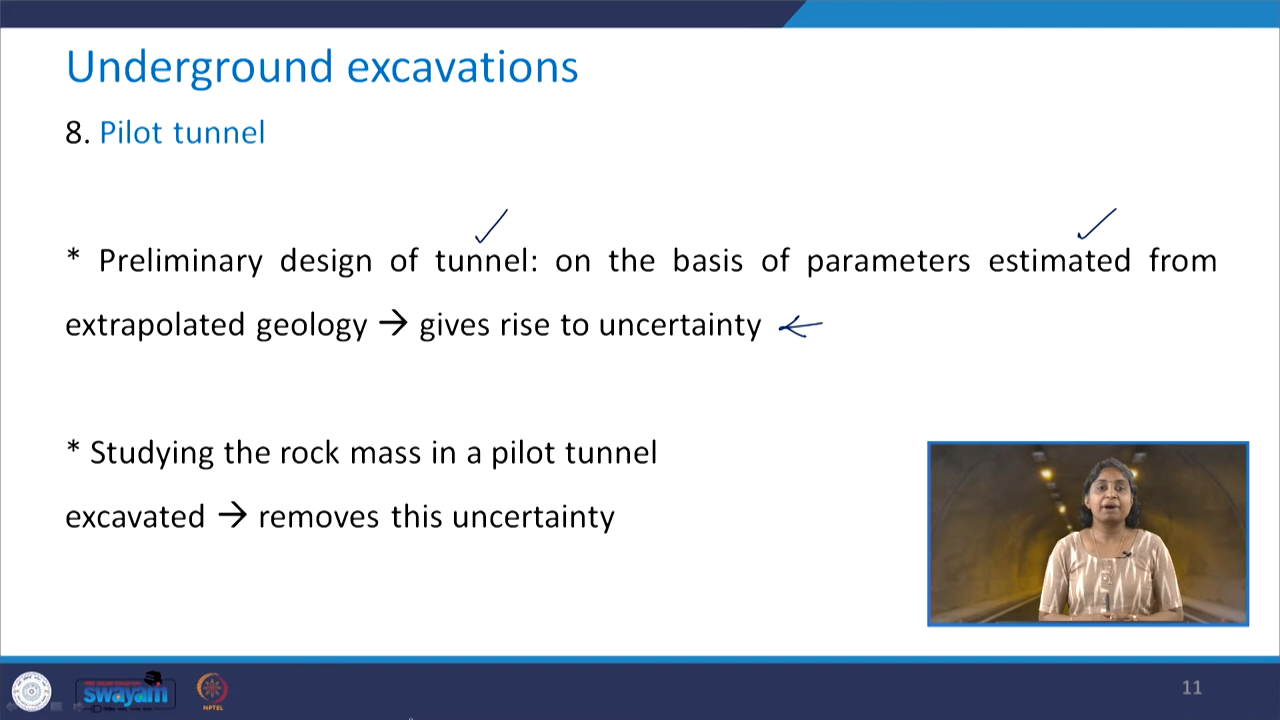 Underground excavations
8. Pilot tunnel
* Preliminary design of tunnel: on the basis of parameters estimated from
extrapolated geology → gives rise to uncertainty
* Studying the rock mass in a pilot tunnel
excavated → removes this uncertainty
swayam
NPTEL
11